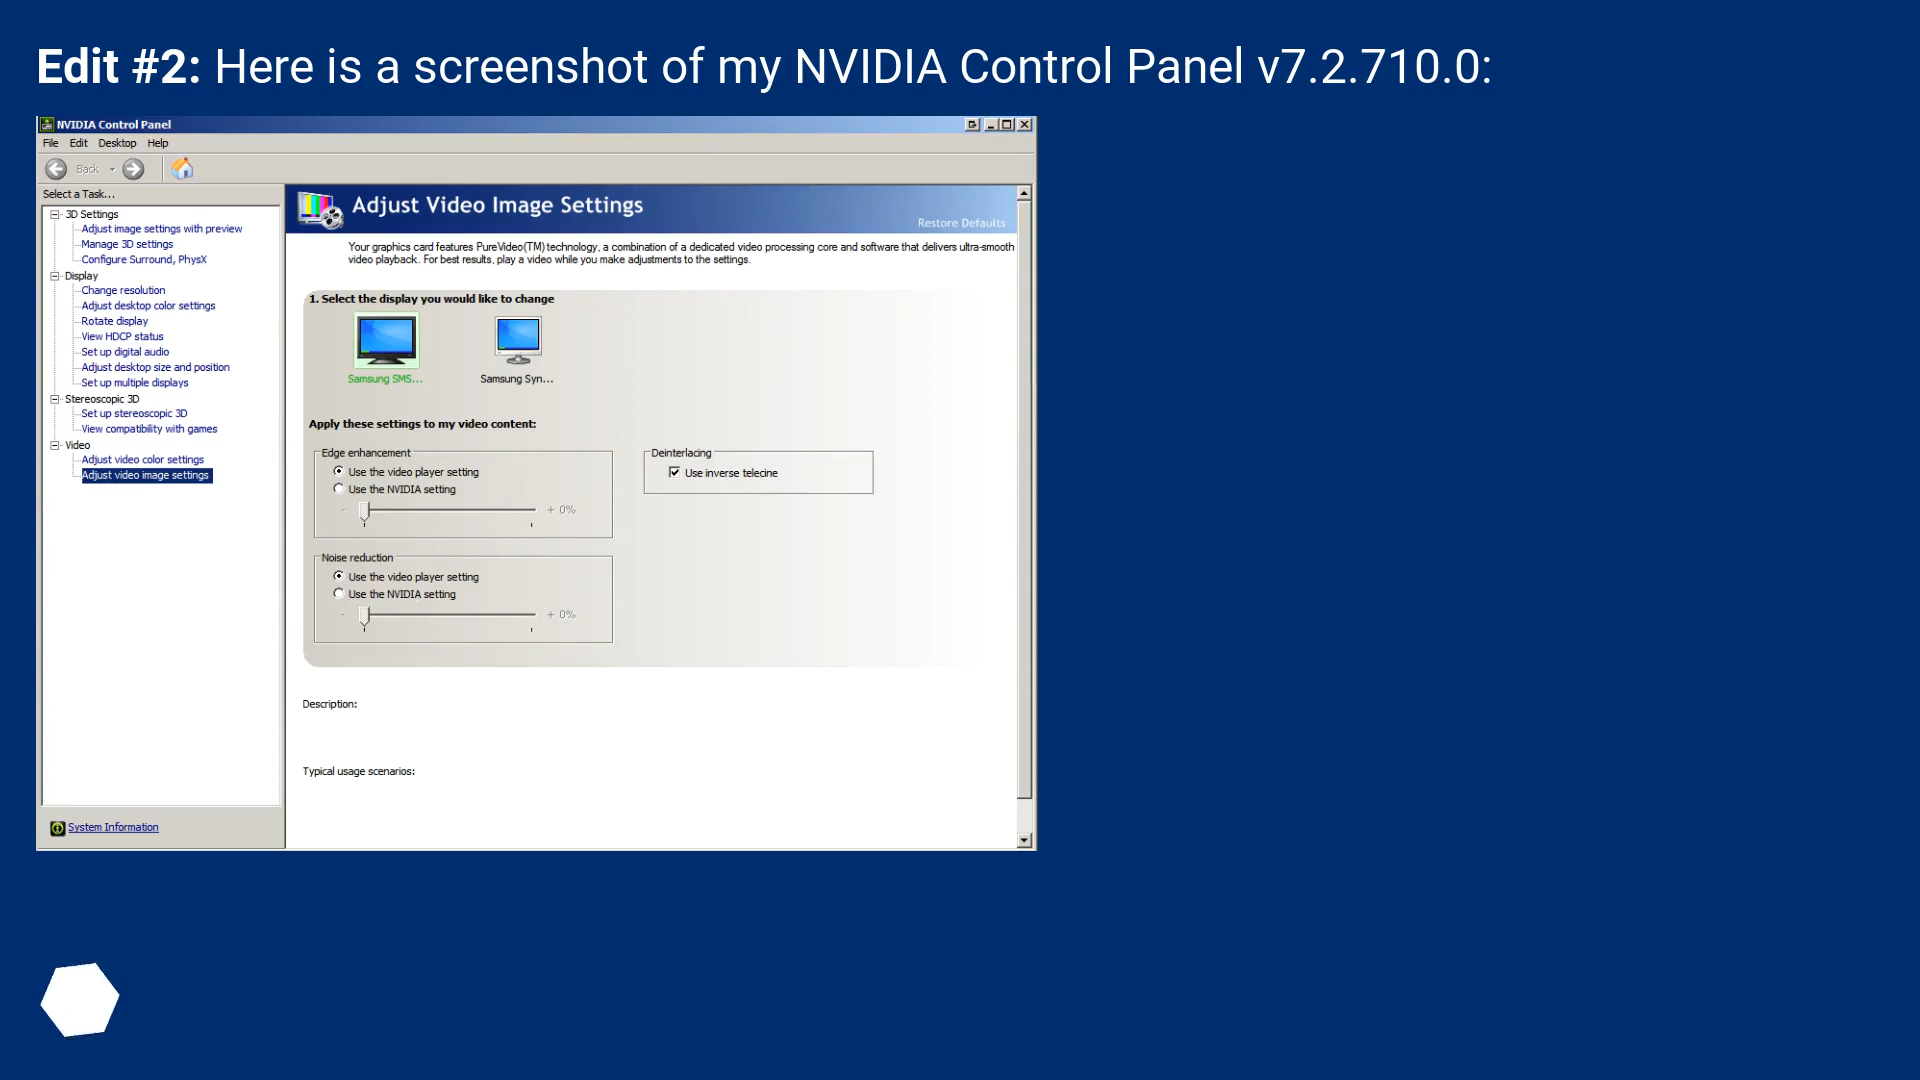 Edit #2: Here is a screenshot of my NVIDIA Control Panel v7.2.710.0:
NVIDIA Control Panel
File Edit Desktop Help
Back
Select a Task...
3D Settings
Adjust image settings with preview
Manage 3D settings
Configure Surround, PhysX
Display
Change resolution
Adjust desktop color settings
Rotate display
View HDCP status
Set up digital audio
Adjust desktop size and position
Set up multiple displays
Stereoscopic 3D
Set up stereoscopic 3D
View compatibility with games
Video
Adjust video color settings
Adjust video image settings
System Information
Adjust Video Image Settings
Restore Defaults
Your graphics card features PureVideo(TM) technology, a combination of a dedicated video processing core and software that delivers ultra-smooth
video playback. For best results, play a video while you make adjustments to the settings.
1. Select the display you would like to change
Samsung SMS... Samsung Syn...
Apply these settings to my video content:
Edge enhancement
Use the video player setting
Use the NVIDIA setting
- + 0%
Deinterlacing
Use inverse telecine
Noise reduction
Use the video player setting
Use the NVIDIA setting
- + 0%
Description:
Typical usage scenarios: